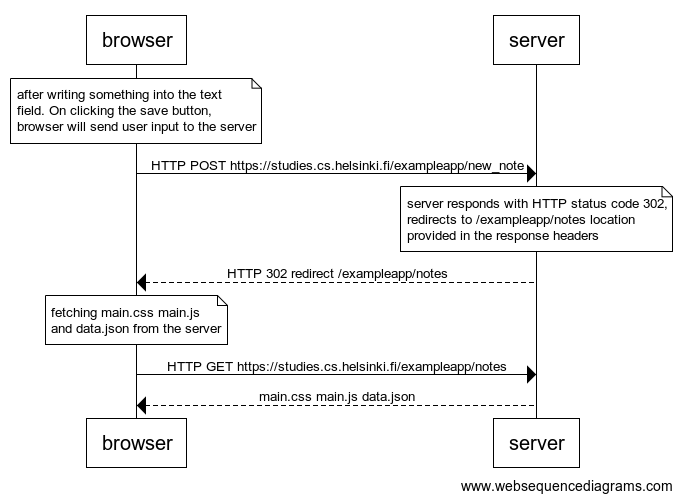 browser
server
after writing something into the text
field. On clicking the save button,
browser will send user input to the server
HTTP POST https://studies.cs.helsinki.fi/exampleapp/new_note
server responds with HTTP status code 302,
redirects to /exampleapp/notes location
provided in the response headers
HTTP 302 redirect /exampleapp/notes
fetching main.css main.js
and data.json from the server
HTTP GET https://studies.cs.helsinki.fi/exampleapp/notes
main.css main.js data.json
browser
server
www.websequencediagrams.com